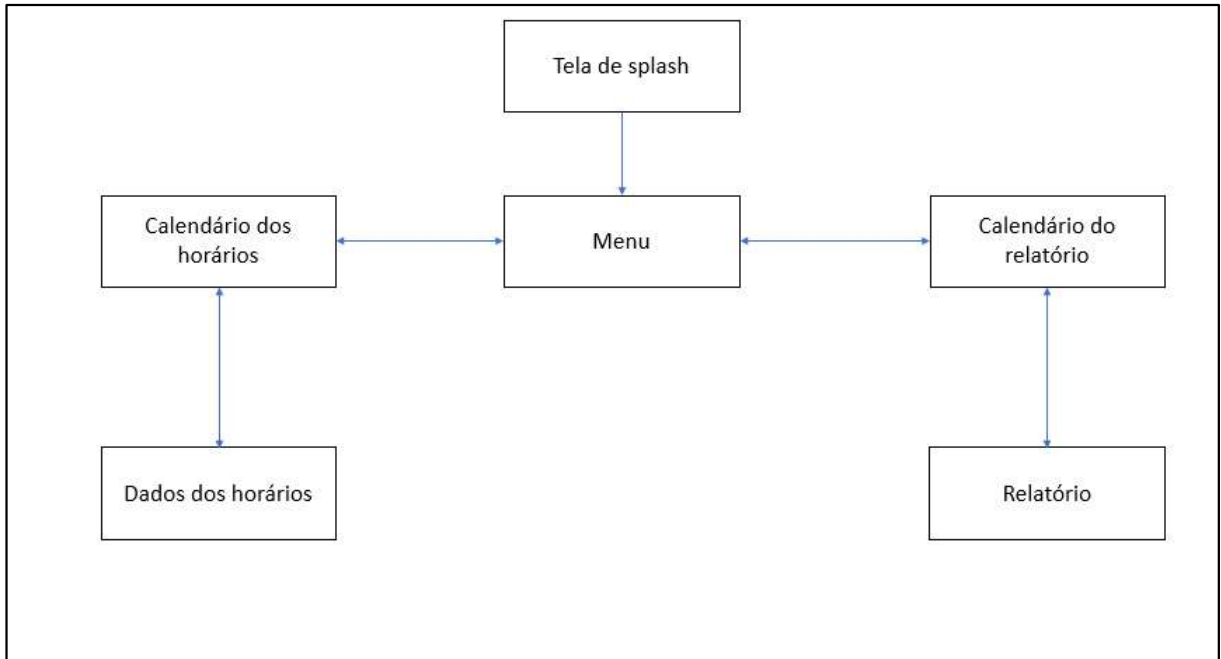 Tela de splash
Calendário dos
horários
Menu
Calendário do
relatório
Dados dos horários
Relatório